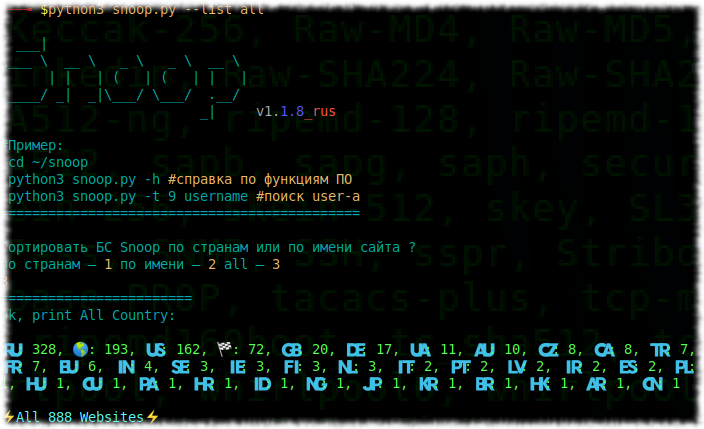 $python3 snoop.py --list all
Snoop
v1.1.8_rus
Пример:
cd ~/snoop
python3 snoop.py -h #справка по функциям ПО
python3 snoop.py -t 9 username #поиск user-a
============================================
ортировать БС Snoop по странам или по имени сайта ?
о странам — 1 по имени — 2 all — 3
=======================
k, print All Country:
RU 328, 🌎: 193, US 162, 🏁: 72, GB 20, DE: 17, UA 11, AU 10, CZ 8, CA 8, TR 7,
FR 7, EU 6, IN 4, SE: 3, IE: 3, FI: 3, NL: 3, IT: 2, PT: 2, LV 2, IR 2, ES 2, PL:
1, HU 1, CU 1, PA 1, HR 1, ID 1, NG 1, JP 1, KR 1, BR 1, HK 1, AR 1, CN 1
⚡All 888 Websites⚡